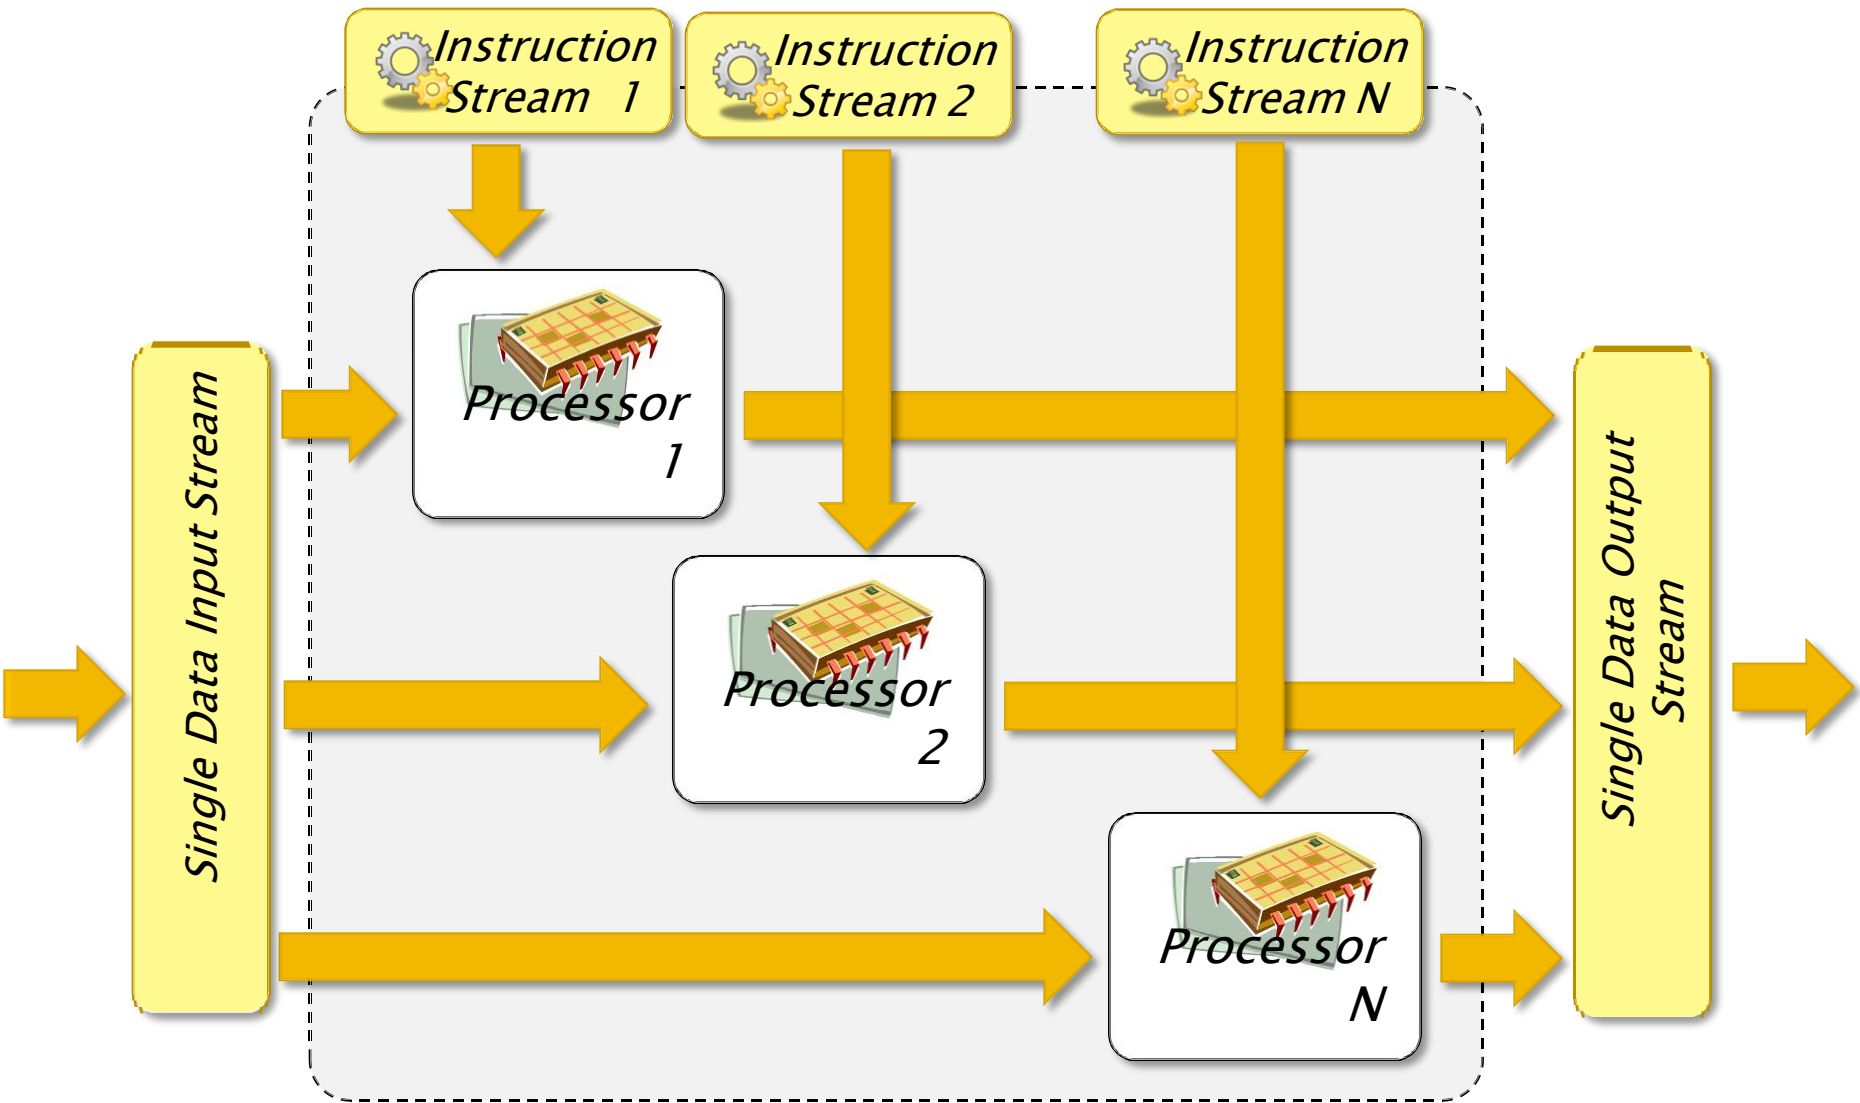 Instruction
Stream 1
Instruction
Stream 2
Instruction
Stream N
Processor
1
Single Data Input Stream
Single Data Output
Stream
Processor
2
Processor
N